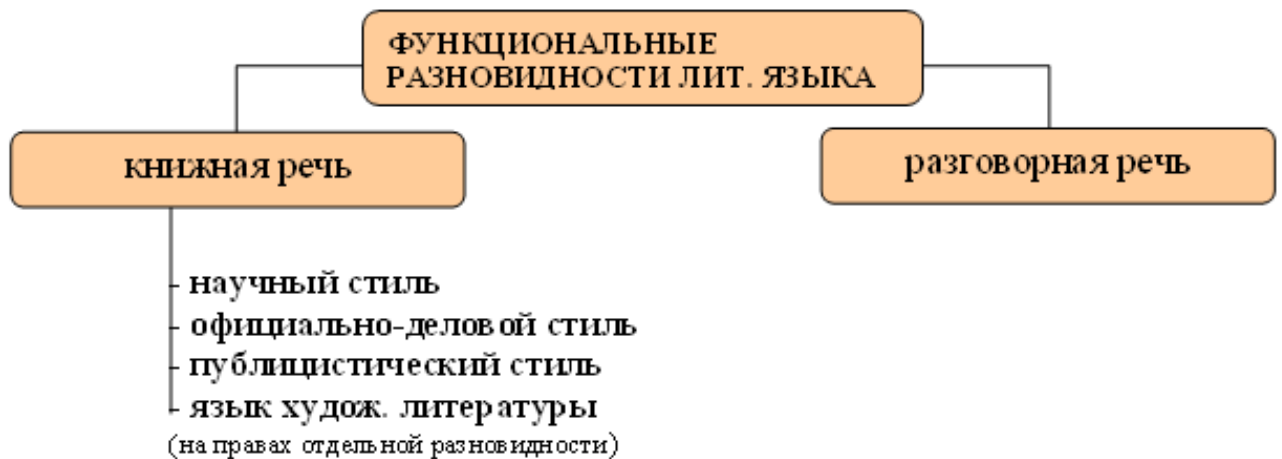 ФУНКЦИОНАЛЬНЫЕ
РАЗНОВИДНОСТИ ЛИТ. ЯЗЫКА
книжная речь
разговорная речь
- научный стиль
- официально-деловой стиль
- публицистический стиль
- язык худож. литературы
(на правах отдельной разновидности)